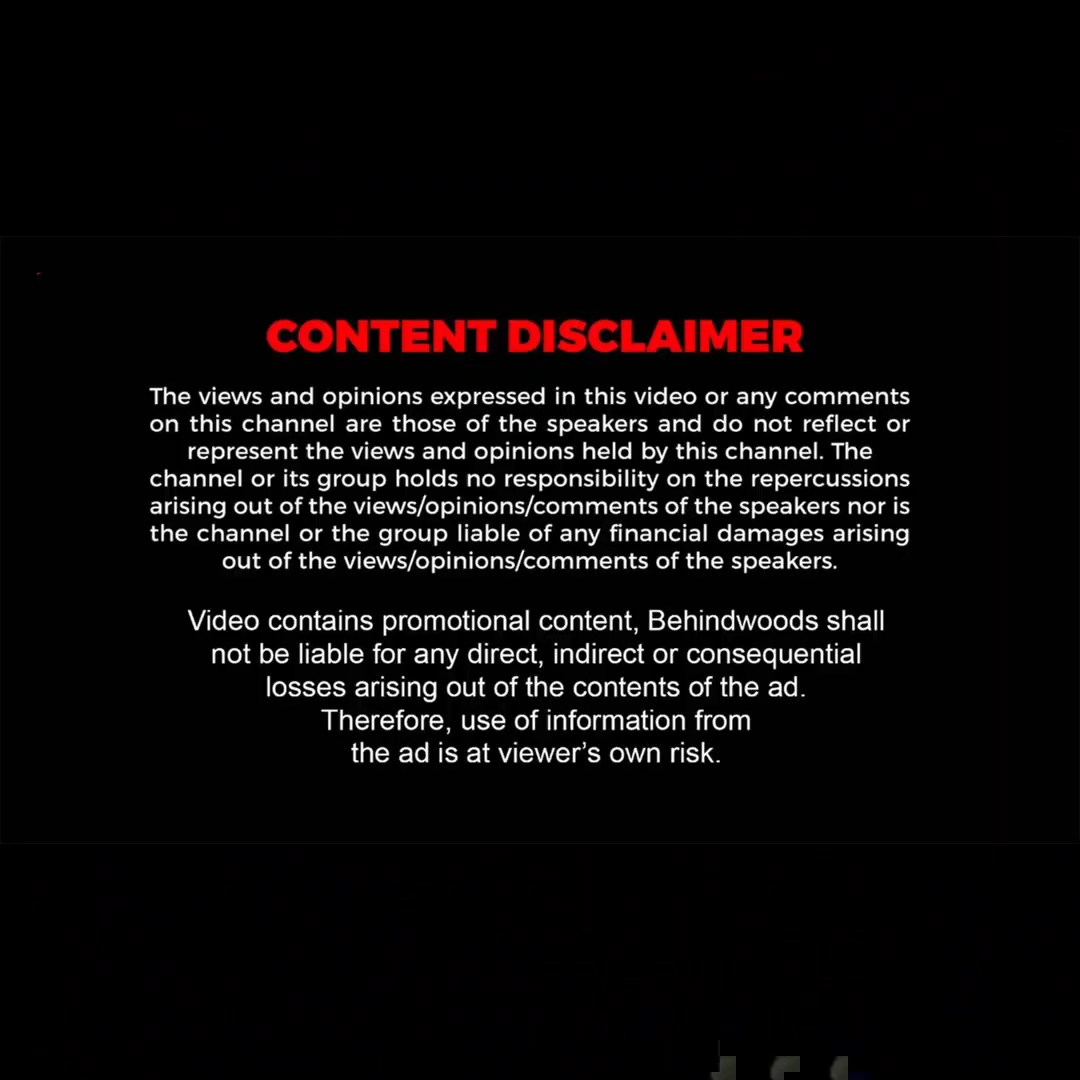 CONTENT DISCLAIMER
The views and opinions expressed in this video or any comments
on this channel are those of the speakers and do not reflect or
represent the views and opinions held by this channel. The
channel or its group holds no responsibility on the repercussions
arising out of the views/opinions/comments of the speakers nor is
the channel or the group liable of any financial damages arising
out of the views/opinions/comments of the speakers.
Video contains promotional content, Behindwoods shall
not be liable for any direct, indirect or consequential
losses arising out of the contents of the ad.
Therefore, use of information from
the ad is at viewer's own risk.